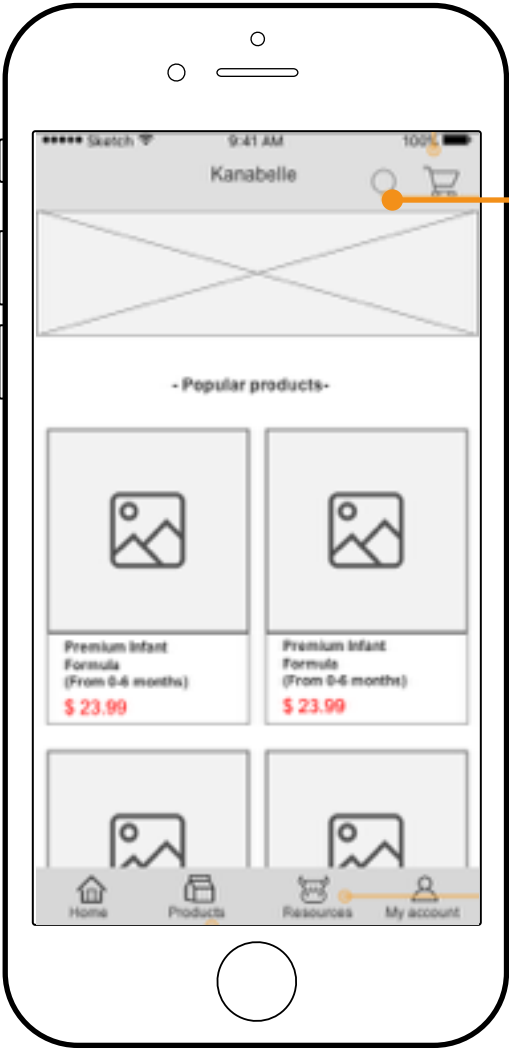 Sketch 9:41 AM 100%
Kanabelle
- Popular products-
Premium Infant
Formula
(From 0-6 months)
$ 23.99
Premium Infant
Formula
(From 0-6 months)
$ 23.99
Home Products Resources My account